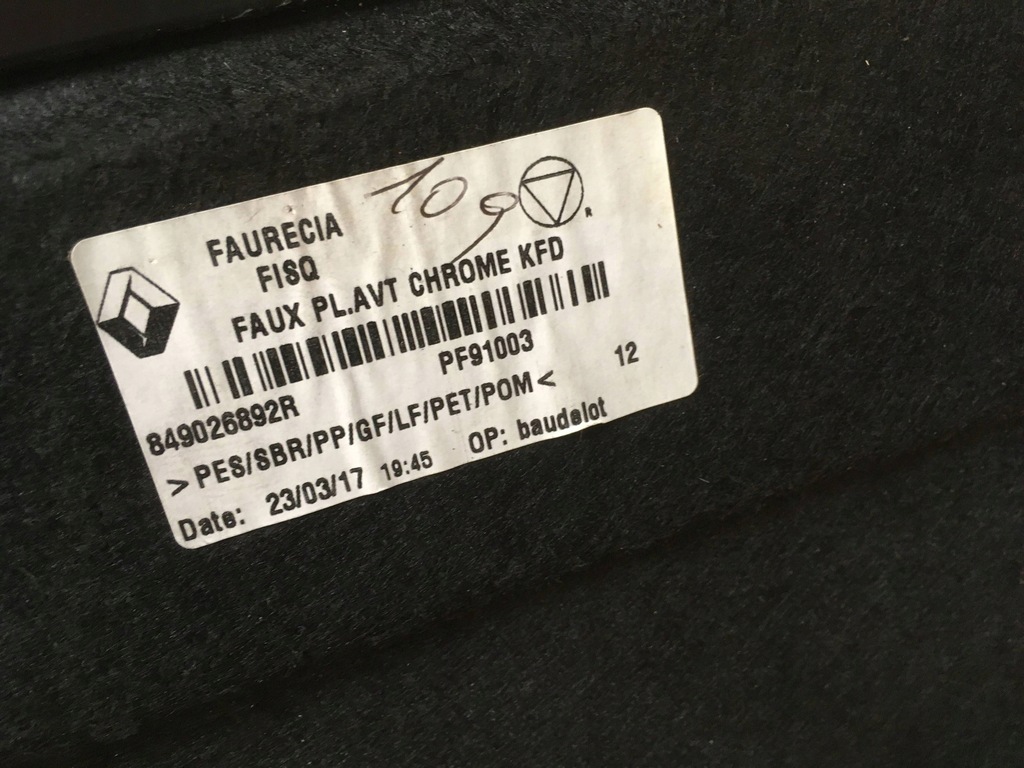 FAURECIA
FISQ
10 g
R
FAUX PL.AVT CHROME KFD
849026892R
PF91003
12
>PES/SBR/PP/GF/LF/PET/POM<
Date: 23/03/17 19:45 OP: baudelot